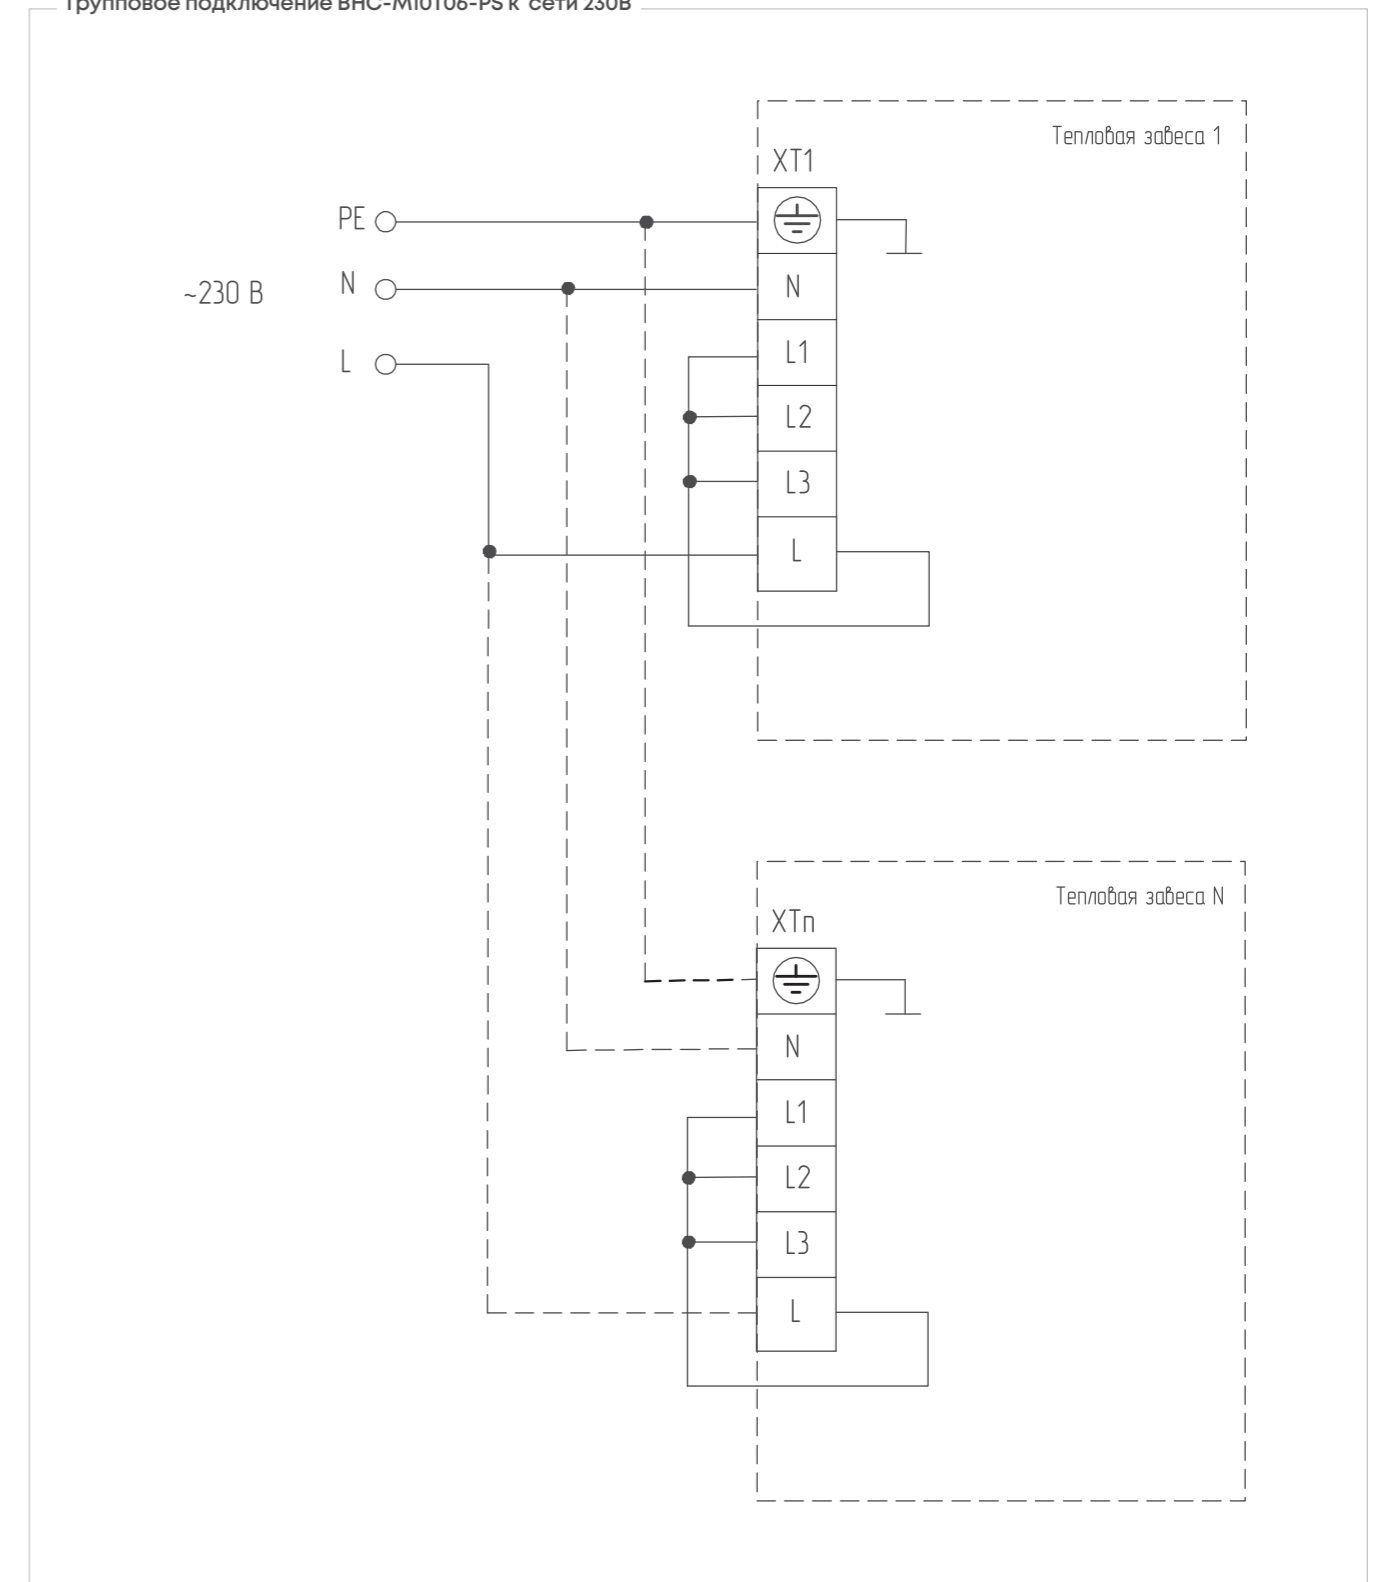 Групповое подключение BHC-M10T06-PS к сети 230В
Тепловая завеса 1
XT1
PE
N
~230 В
L
N
L1
L2
L3
L
Тепловая завеса N
XTn
N
L1
L2
L3
L